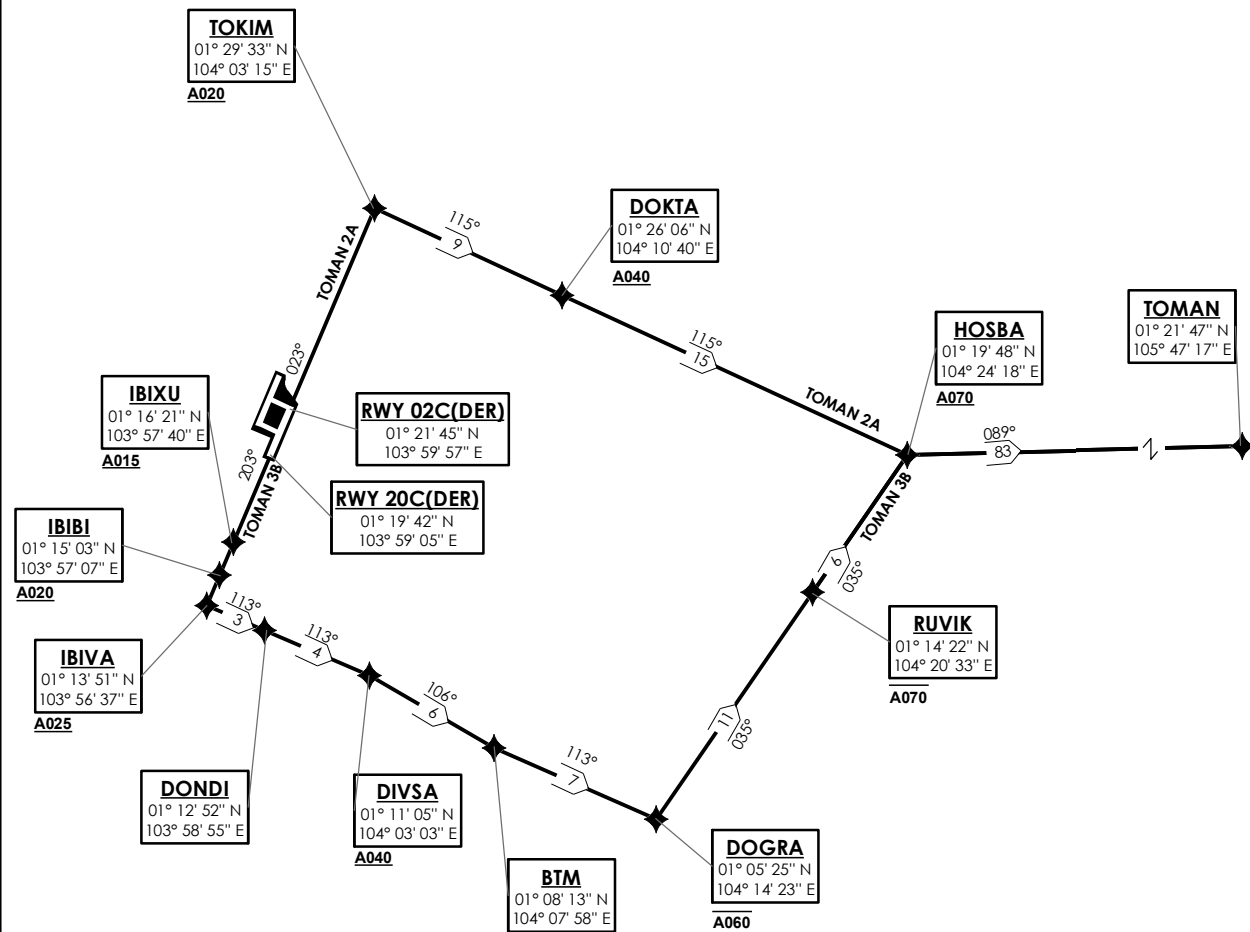 TOKIM
01° 29' 33" N
104° 03' 15" E
A020
DOKTA
01° 26' 06" N
104° 10' 40" E
A040
TOMAN
01° 21' 47" N
105° 47' 17" E
HOSBA
01° 19' 48" N
104° 24' 18" E
A070
115°
9
TOMAN 2A
115°
15
TOMAN 2A
089°
83
023°
IBIXU
01° 16' 21" N
103° 57' 40" E
A015
RWY 02C(DER)
01° 21' 45" N
103° 59' 57" E
203°
TOMAN 3B
RWY 20C(DER)
01° 19' 42" N
103° 59' 05" E
IBIBI
01° 15' 03" N
103° 57' 07" E
A020
TOMAN 3B
6
035°
IBIVA
01° 13' 51" N
103° 56' 37" E
A025
113°
3
113°
4
106°
6
113°
7
11
035°
RUVIK
01° 14' 22" N
104° 20' 33" E
A070
DONDI
01° 12' 52" N
103° 58' 55" E
DIVSA
01° 11' 05" N
104° 03' 03" E
A040
BTM
01° 08' 13" N
104° 07' 58" E
DOGRA
01° 05' 25" N
104° 14' 23" E
A060